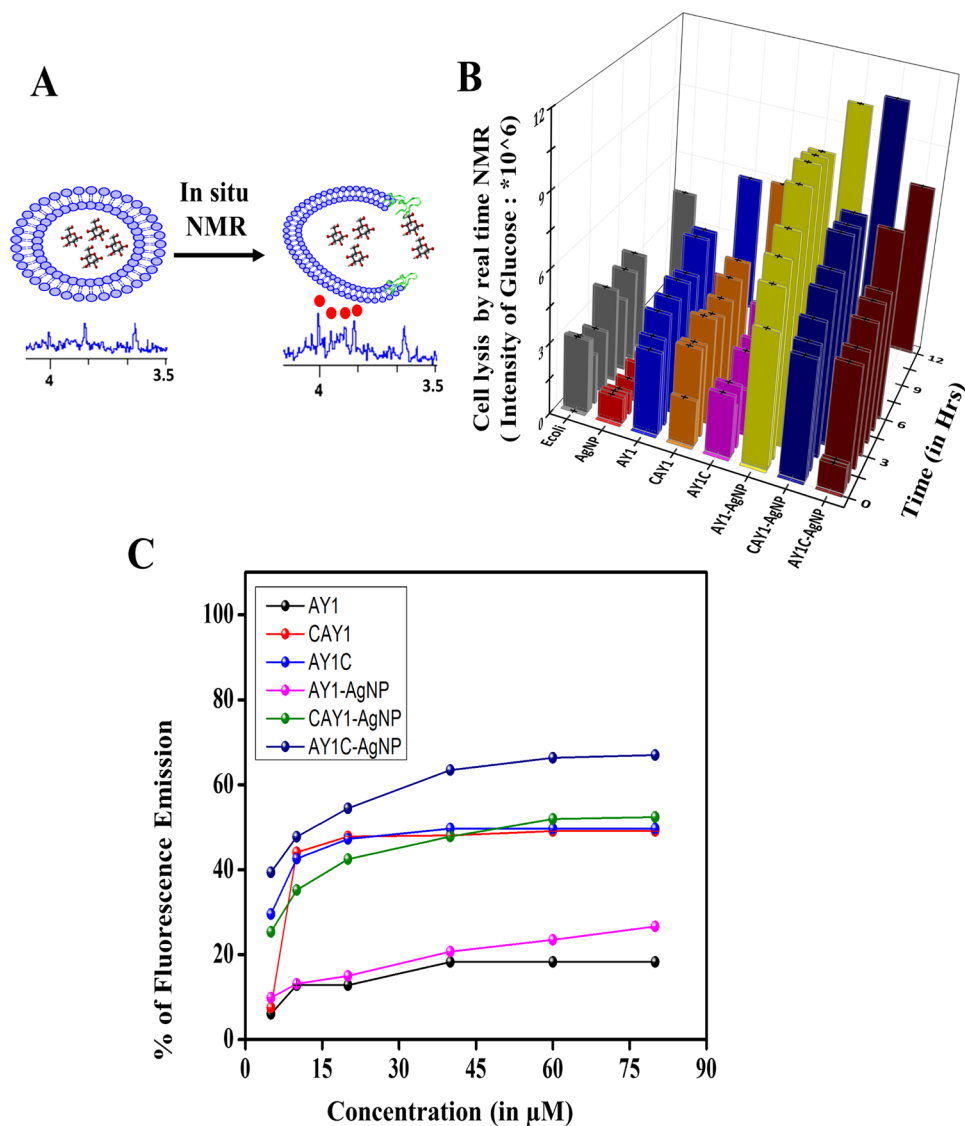 A
In situ
NMR
4
3.5
4
3.5
B
Cell lysis by real time NMR
( Intensity of Glucose : *10^6)
12
9
6
3
0
Ecoli
AgNP
AY1
CAY1
AY1C
AY1-AgNP
CAY1-AgNP
AY1C-AgNP
0
3
6
9
12
Time (in Hrs)
C
% of Fluorescence Emission
100
80
60
40
20
0
AY1
CAY1
AY1C
AY1-AgNP
CAY1-AgNP
AY1C-AgNP
0 15 30 45 60 75 90
Concentration (in µM)